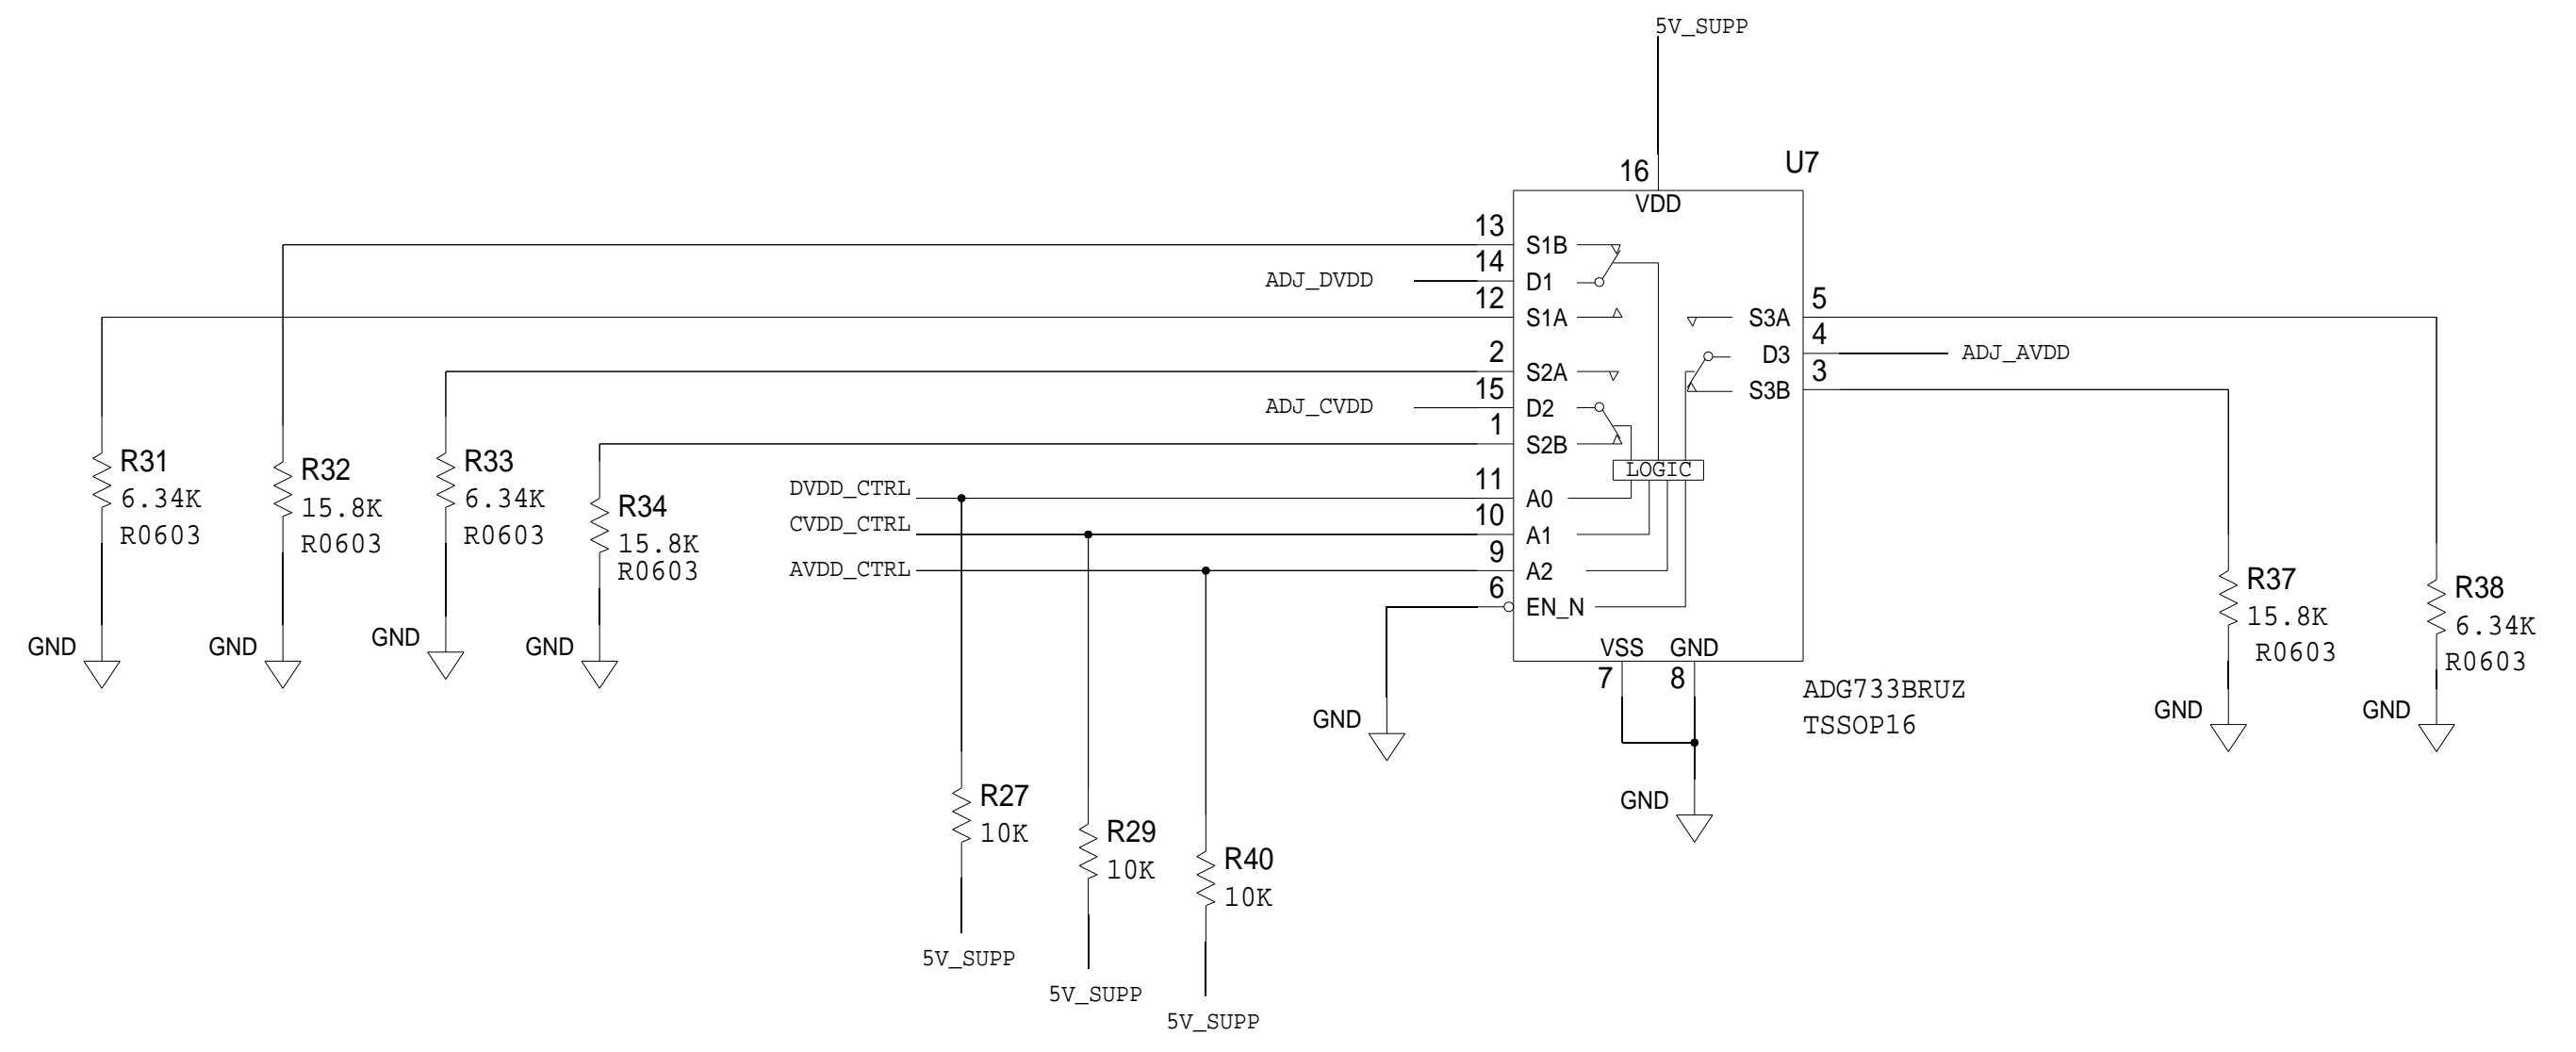 5V_SUPP
U7
16
VDD
13
S1B
14
ADJ_DVDD
D1
12
S1A
5
S3A
4
D3
ADJ_AVDD
3
S3B
2
S2A
15
ADJ_CVDD
D2
1
S2B
LOGIC
R31
6.34K
R0603
R32
15.8K
R0603
R33
6.34K
R0603
R34
15.8K
R0603
DVDD_CTRL
11
A0
CVDD_CTRL
10
A1
AVDD_CTRL
9
A2
6
EN_N
VSS
GND
7
8
R37
15.8K
R0603
R38
6.34K
R0603
GND
GND
GND
GND
GND
GND
GND
GND
ADG733BRUZ
TSSOP16
R27
10K
R29
10K
R40
10K
5V_SUPP
5V_SUPP
5V_SUPP